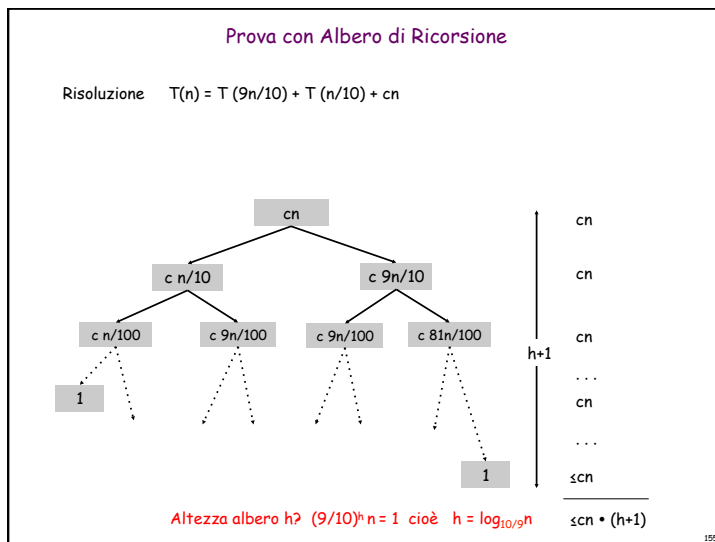 Prova con Albero di Ricorsione
Risoluzione T(n) = T (9n/10) + T (n/10) + cn
cn cn
c n/10 c 9n/10 cn
c n/100 c 9n/100 c 9n/100 c 81n/100 cn
h+1
. . .
1 cn
. . .
1 ≤cn
Altezza albero h? (9/10)ʰ n = 1 cioè h = log₁₀/₉n ≤cn • (h+1)
155